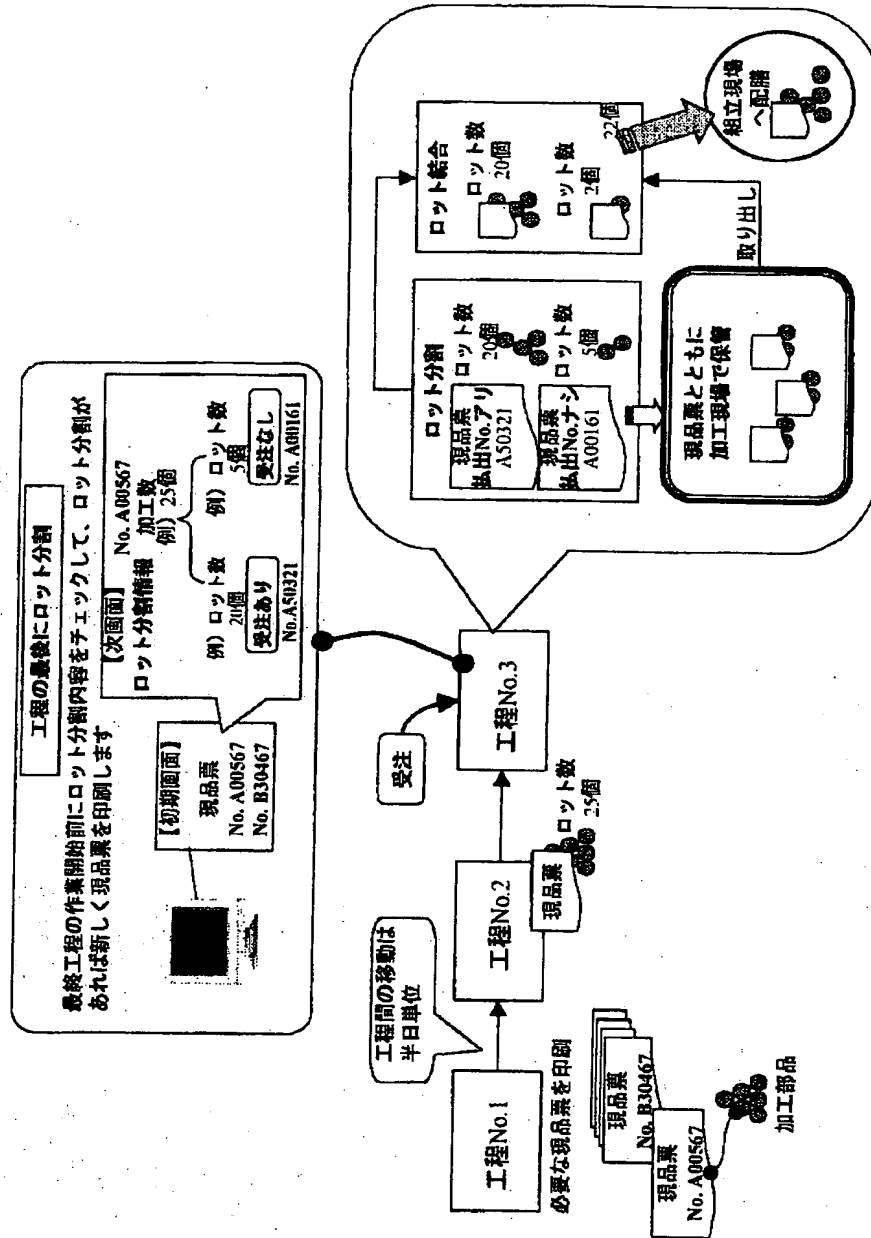 工程の最後にロット分割
最終工程の作業開始前にロット分割内容をチェックして、ロット分割が
あれば新しく現品票を印刷します
【初期画面】
現品票
No. A00567
No. B30467
【次画面】
ロット分割情報
No. A00567
加工数
例）25個
例）ロット数
20個
受注あり
No.A50321
例）ロット数
5個
受注なし
No. A00161
工程No.1
工程間の移動は
半日単位
工程No.2
現品票
ロット数
25個
受注
工程No.3
必要な現品票を印刷
現品票
No. B30467
現品票
No. A00567
加工部品
ロット分割
現品票
払出No.アリ
A50321
ロット数
20個
現品票
払出No.ナシ
A00161
ロット数
5個
ロット結合
ロット数
20個
ロット数
2個
22個
現品票とともに
加工現場で保管
取り出し
組立現場
へ配膳